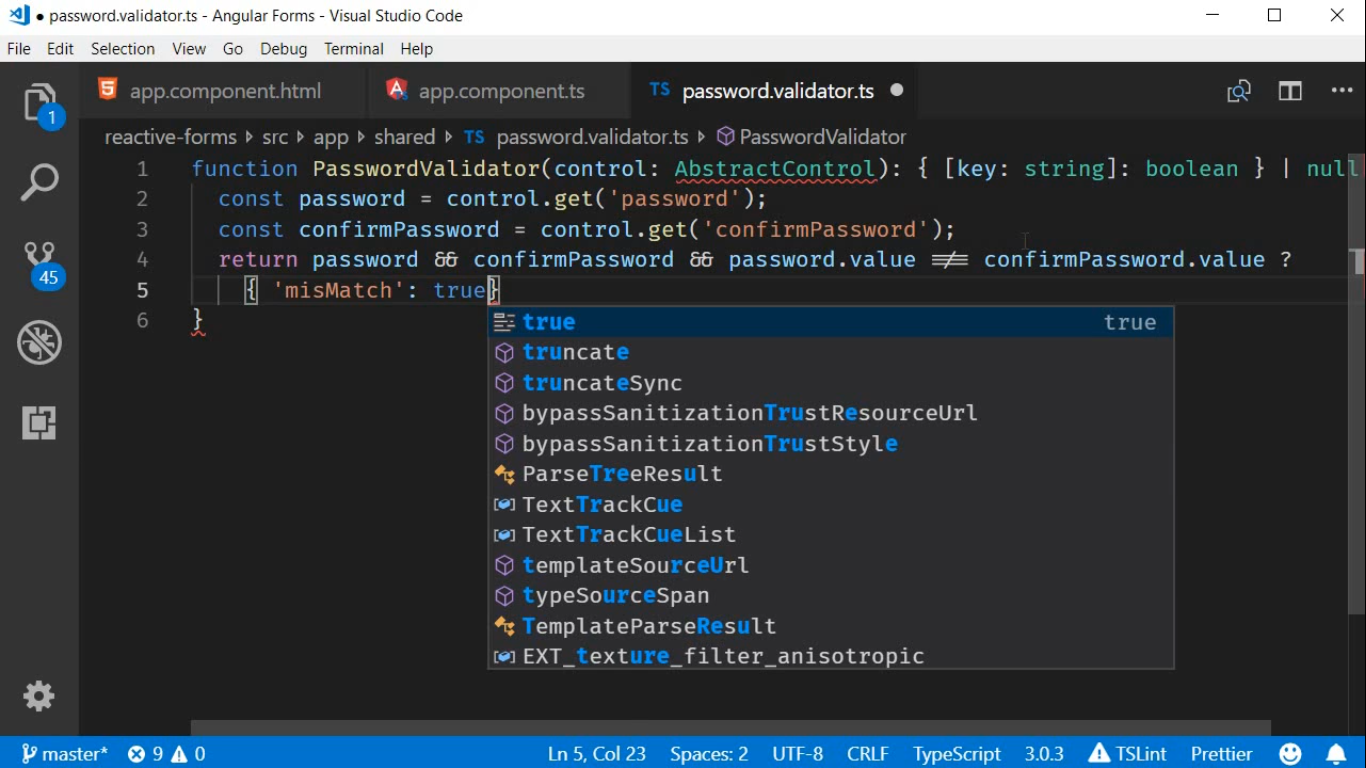 password.validator.ts - Angular Forms - Visual Studio Code
File Edit Selection View Go Debug Terminal Help
app.component.html app.component.ts TS password.validator.ts
reactive-forms src app shared TS password.validator.ts PasswordValidator
1 function PasswordValidator(control: AbstractControl): { [key: string]: boolean } | null
2 const password = control.get('password');
3 const confirmPassword = control.get('confirmPassword');
4 return password && confirmPassword && password.value !== confirmPassword.value ?
5 { 'misMatch': true}
6 }
true true
truncate
truncateSync
bypassSanitizationTrustResourceUrl
bypassSanitizationTrustStyle
ParseTreeResult
TextTrackCue
TextTrackCueList
templateSourceUrl
typeSourceSpan
TemplateParseResult
EXT_texture_filter_anisotropic
1
45
master* 9 0 Ln 5, Col 23 Spaces: 2 UTF-8 CRLF TypeScript 3.0.3 TSLint Prettier